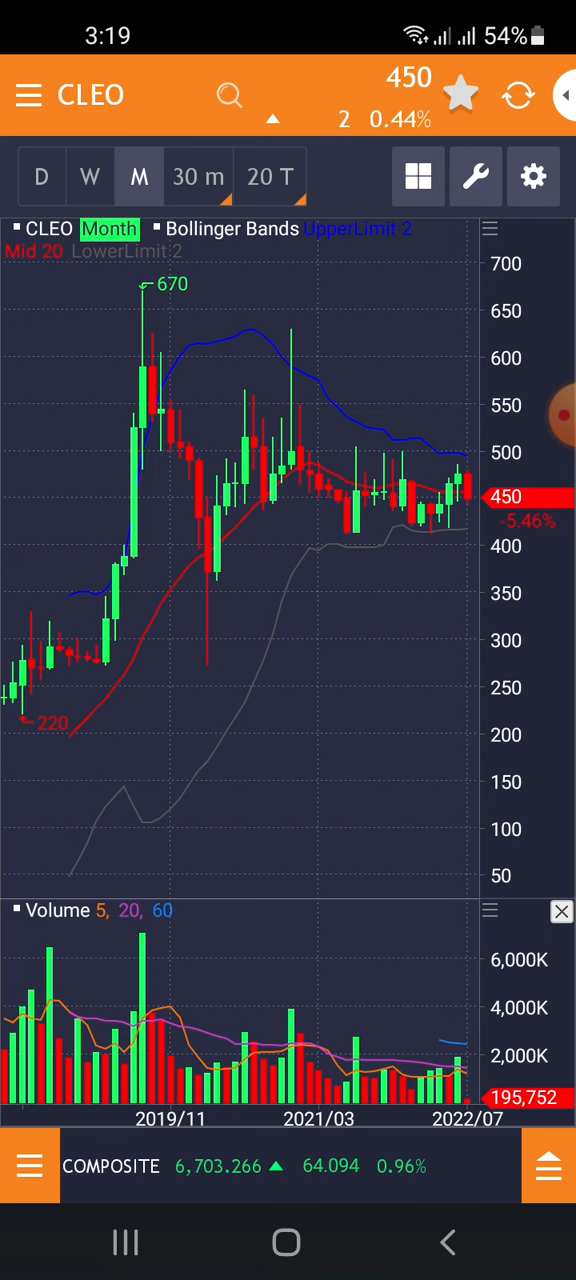 3:19 54%
CLEO 450
2 0.44%
D W M 30 m 20 T
CLEO Month Bollinger Bands UpperLimit 2
Mid 20 LowerLimit 2
700
670
650
600
550
500
450
-5.46%
400
350
300
250
220
200
150
100
50
Volume 5, 20, 60
6,000K
4,000K
2,000K
195,752
2019/11 2021/03 2022/07
COMPOSITE 6,703.266 64.094 0.96%